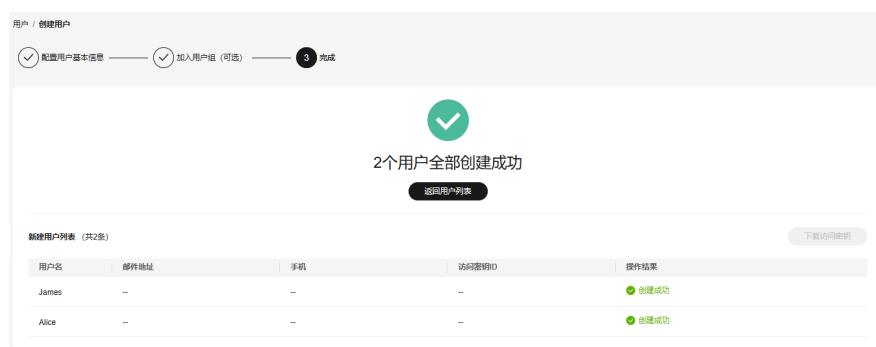 用户 / 创建用户
配置用户基本信息 加入用户组 (可选) 3 完成
2个用户全部创建成功
返回用户列表
新建用户列表 (共2条) 下载访问密钥
用户名 邮件地址 手机 访问密钥ID 操作结果
James -- -- -- 创建成功
Alice -- -- -- 创建成功